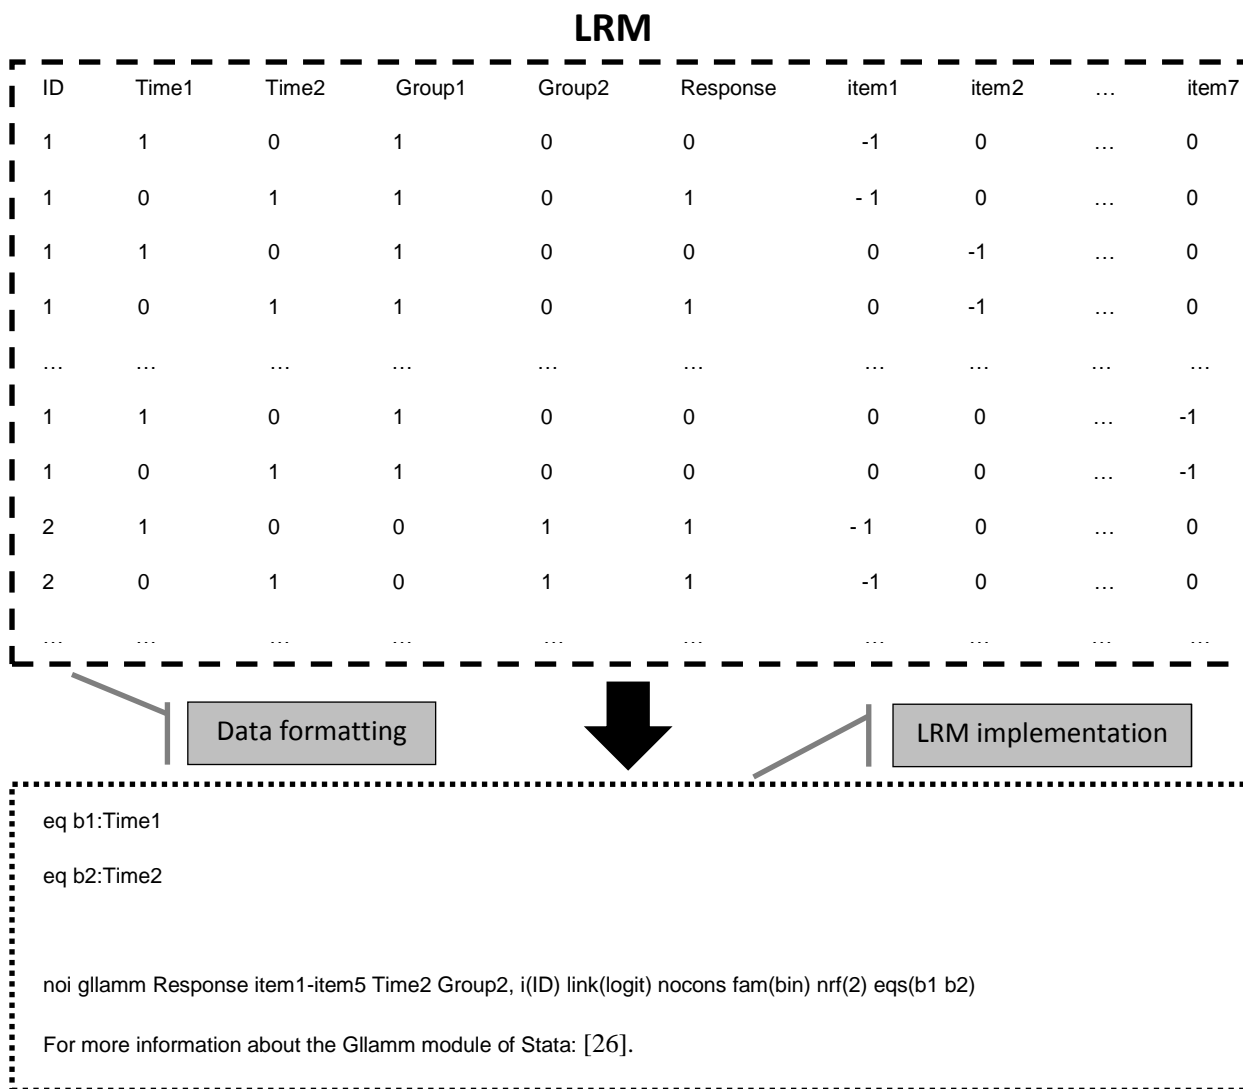 LRM
ID Time1 Time2 Group1 Group2 Response item1 item2 … item7
1 1 0 1 0 0 -1 0 … 0
1 0 1 1 0 1 - 1 0 … 0
1 1 0 1 0 0 0 -1 … 0
1 0 1 1 0 1 0 -1 … 0
… … … … … … … … … …
1 1 0 1 0 0 0 0 … -1
1 0 1 1 0 0 0 0 … -1
2 1 0 0 1 1 - 1 0 … 0
2 0 1 0 1 1 -1 0 … 0
… … … … … … … … … …
Data formatting
LRM implementation
eq b1:Time1
eq b2:Time2
noi gllamm Response item1-item5 Time2 Group2, i(ID) link(logit) nocons fam(bin) nrf(2) eqs(b1 b2)
For more information about the Gllamm module of Stata: [26].